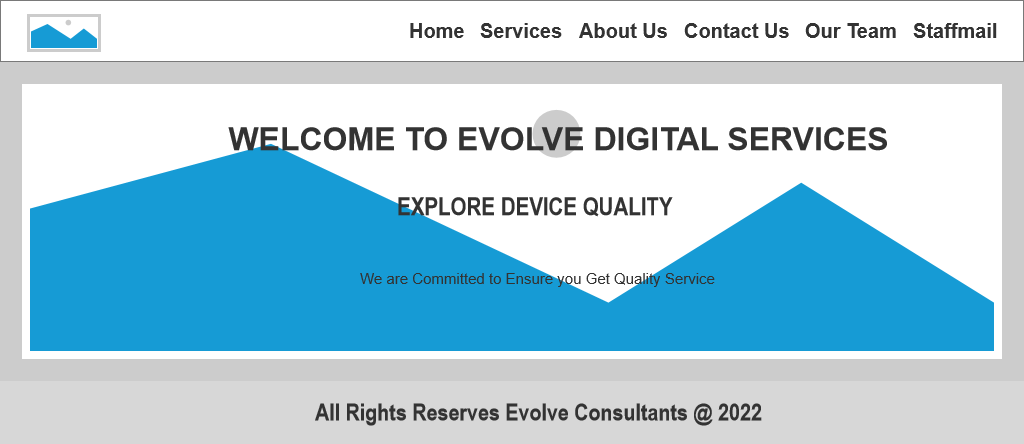 Home Services About Us Contact Us Our Team Staffmail
WELCOME TO EVOLVE DIGITAL SERVICES
EXPLORE DEVICE QUALITY
We are Committed to Ensure you Get Quality Service
All Rights Reserves Evolve Consultants @ 2022